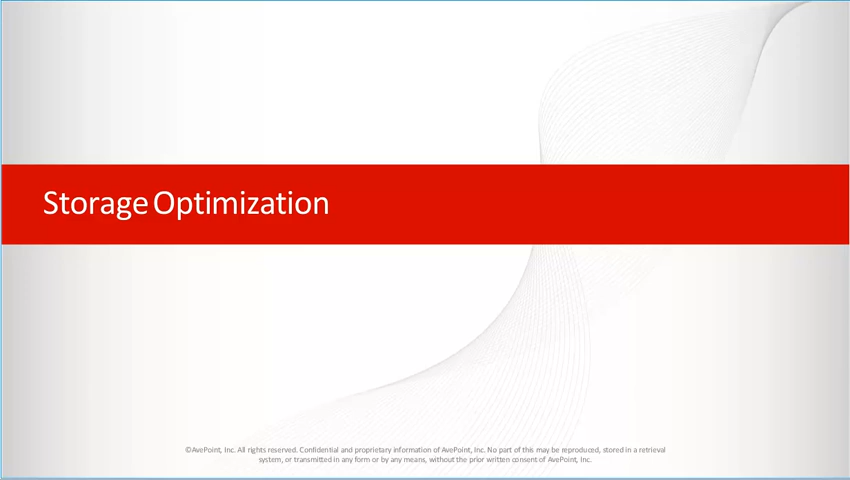 Storage Optimization
©AvePoint, Inc. All rights reserved. Confidential and proprietary information of AvePoint, Inc. No part of this may be reproduced, stored in a retrieval
system, or transmitted in any form or by any means, without the prior written consent of AvePoint, Inc.